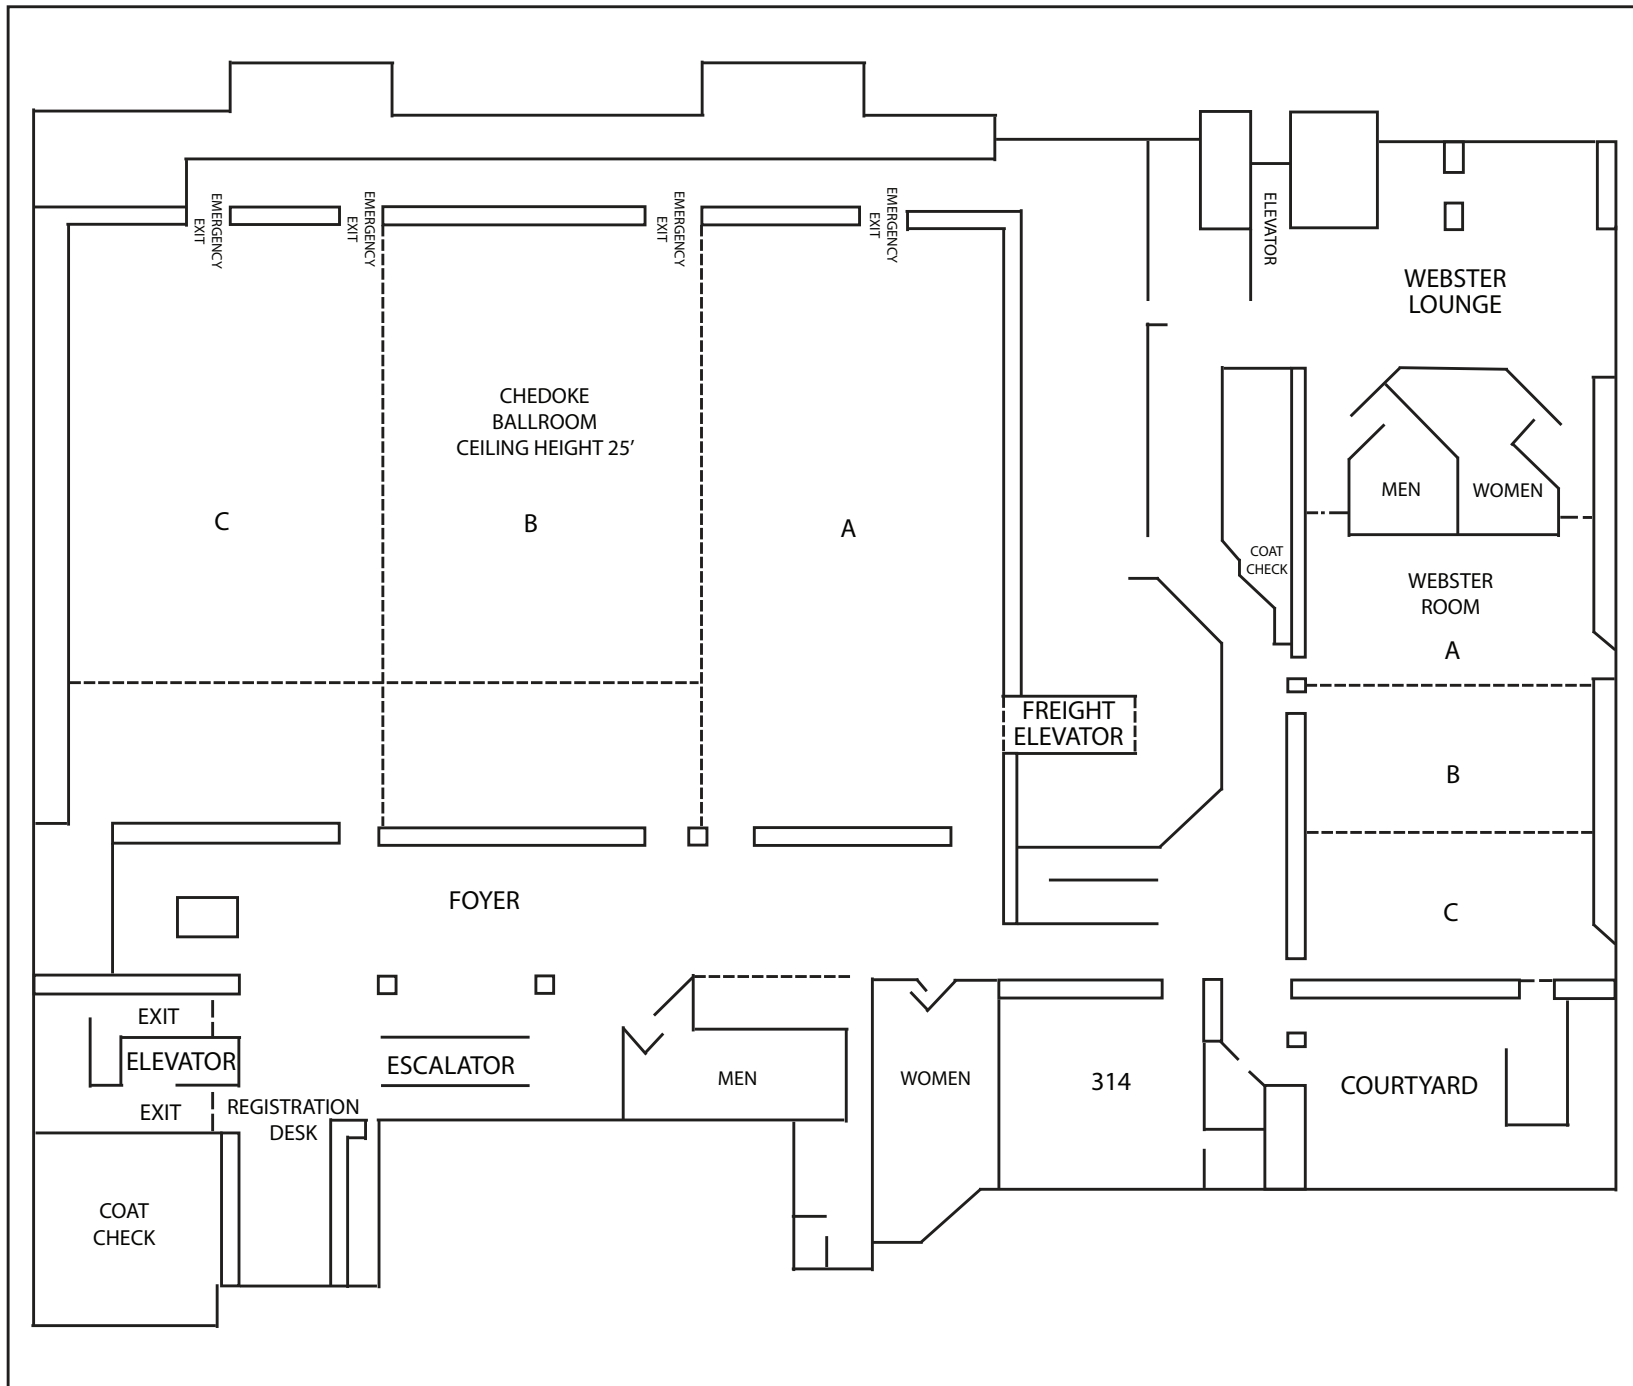 EMERGENCY
EXIT
EMERGENCY
EXIT
EMERGENCY
EXIT
EMERGENCY
EXIT
ELEVATOR
WEBSTER
LOUNGE
CHEDOKE
BALLROOM
CEILING HEIGHT 25’
C
B
A
MEN
WOMEN
COAT
CHECK
WEBSTER
ROOM
A
FREIGHT
ELEVATOR
B
C
FOYER
EXIT
ELEVATOR
EXIT
ESCALATOR
REGISTRATION
DESK
MEN
WOMEN
314
COURTYARD
COAT
CHECK